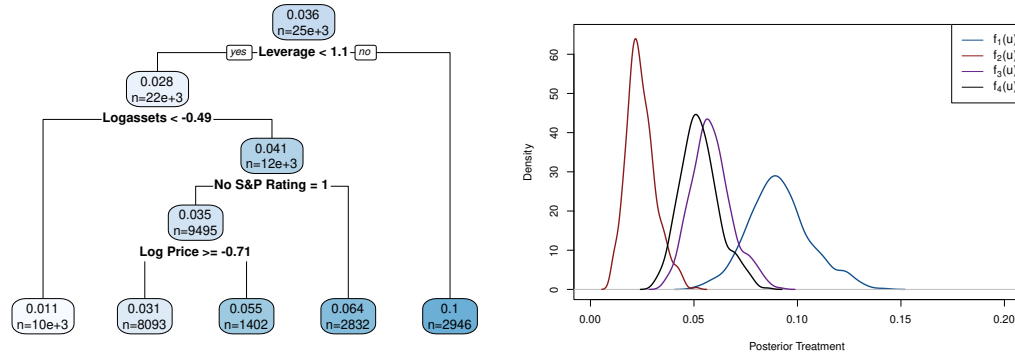 0.036
n=25e+3
yes Leverage < 1.1 no
0.028
n=22e+3
Logassets < -0.49
0.041
n=12e+3
No S&P Rating = 1
0.035
n=9495
Log Price >= -0.71
0.011
n=10e+3
0.031
n=8093
0.055
n=1402
0.064
n=2832
0.1
n=2946
f₁(u)
f₂(u)
f₃(u)
f₄(u)
Density
60
50
40
30
20
10
0
0.00 0.05 0.10 0.15 0.20
Posterior Treatment